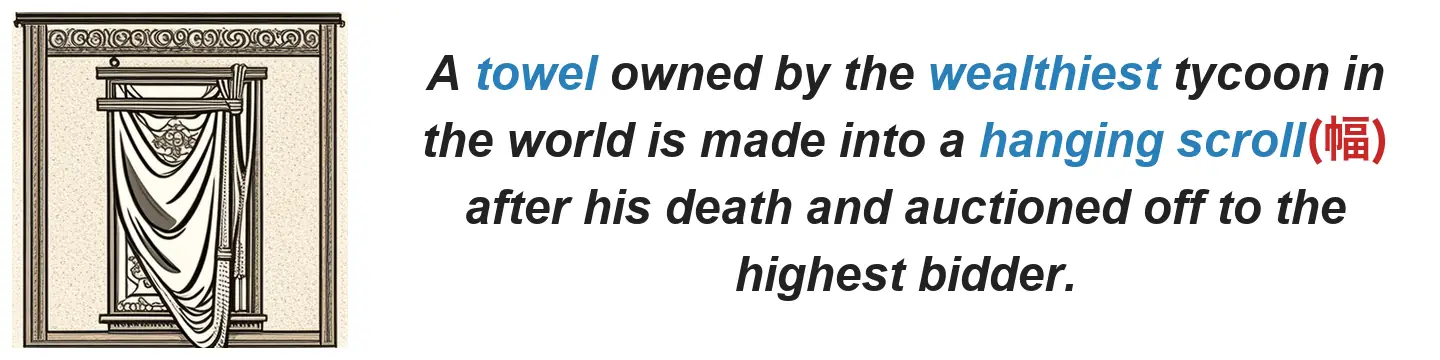 A towel owned by the wealthiest tycoon in
the world is made into a hanging scroll(幅)
after his death and auctioned off to the
highest bidder.